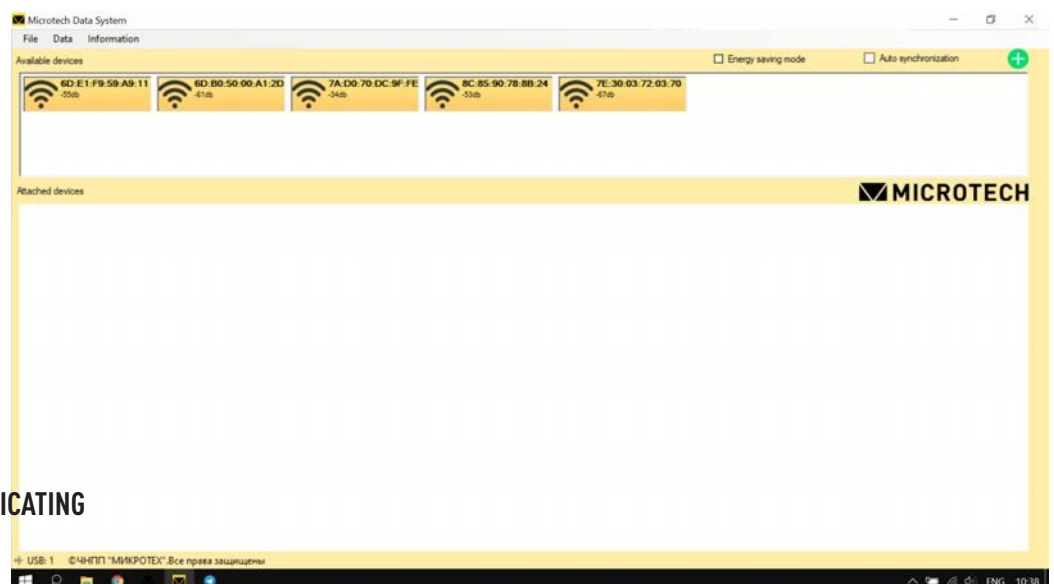 Microtech Data System
File Data Information
Available devices
Energy saving mode
Auto synchronization
6D:E1:F9:59:A9:11
-55db
6D:B0:50:00:A1:2D
-61db
7A:D0:70:DC:9F:FE
-34db
8C:85:90:78:8B:24
-53db
7E:30:03:72:03:70
-67db
Attached devices
MICROTECH
ICATING
USB: 1 ©ЧНПП "МИКРОТЕХ".Все права защищены
ENG 10:38